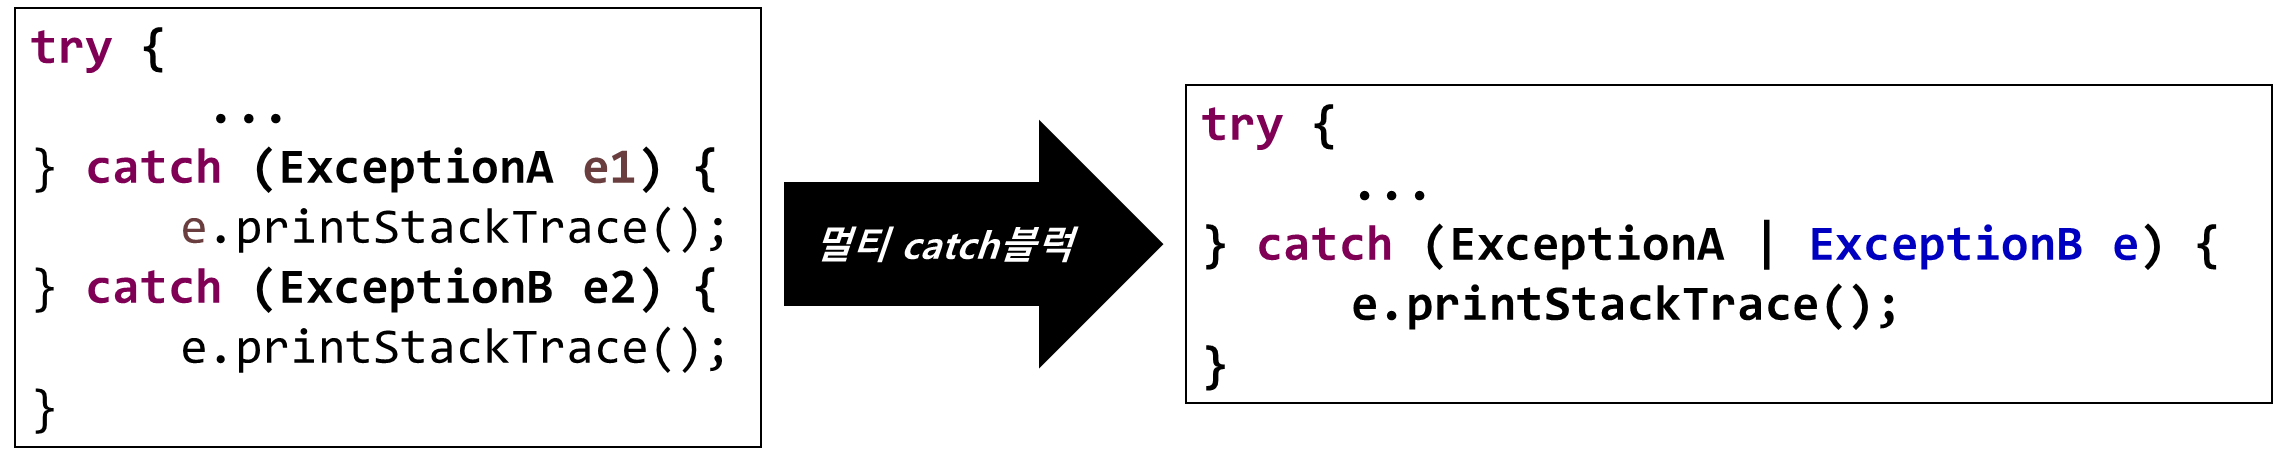 try {
...
} catch (ExceptionA e1) {
e.printStackTrace();
} catch (ExceptionB e2) {
e.printStackTrace();
}
멀티 catch블럭
try {
...
} catch (ExceptionA | ExceptionB e) {
e.printStackTrace();
}